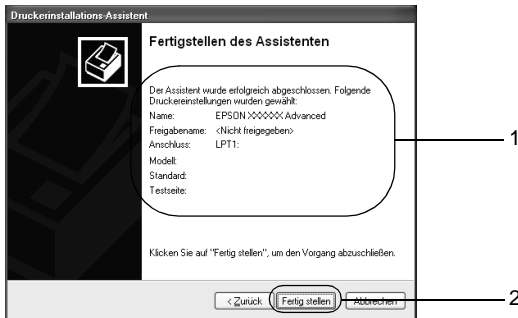 Druckerinstallations-Assistent
Fertigstellen des Assistenten
Der Assistent wurde erfolgreich abgeschlossen. Folgende
Druckereinstellungen wurden gewählt:
Name: EPSON XXXXXX Advanced
Freigabename: <Nicht freigegeben>
Anschluss: LPT1:
Modell:
Standard:
Testseite:
1
Klicken Sie auf "Fertig stellen", um den Vorgang abzuschließen.
< Zurück Fertig stellen Abbrechen
2